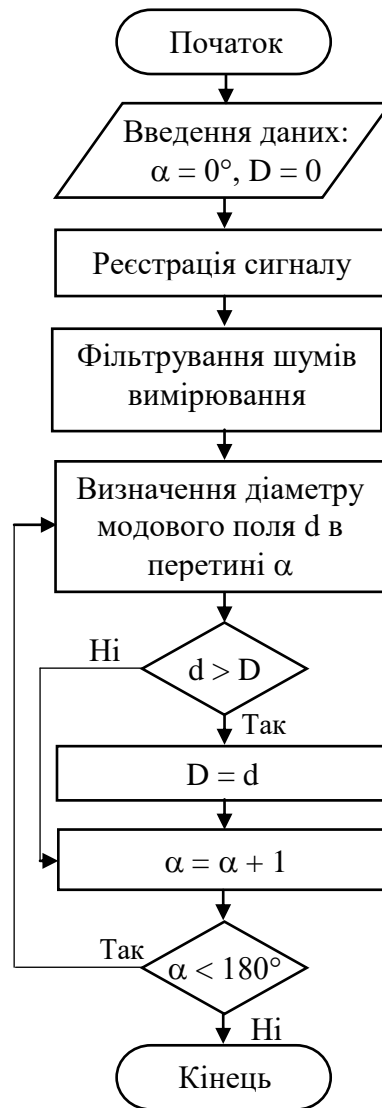 Початок
Введення даних:
α = 0°, D = 0
Реєстрація сигналу
Фільтрування шумів
вимірювання
Визначення діаметру
модового поля d в
перетині α
Ні
d > D
Так
D = d
α = α + 1
Так
α < 180°
Ні
Кінець